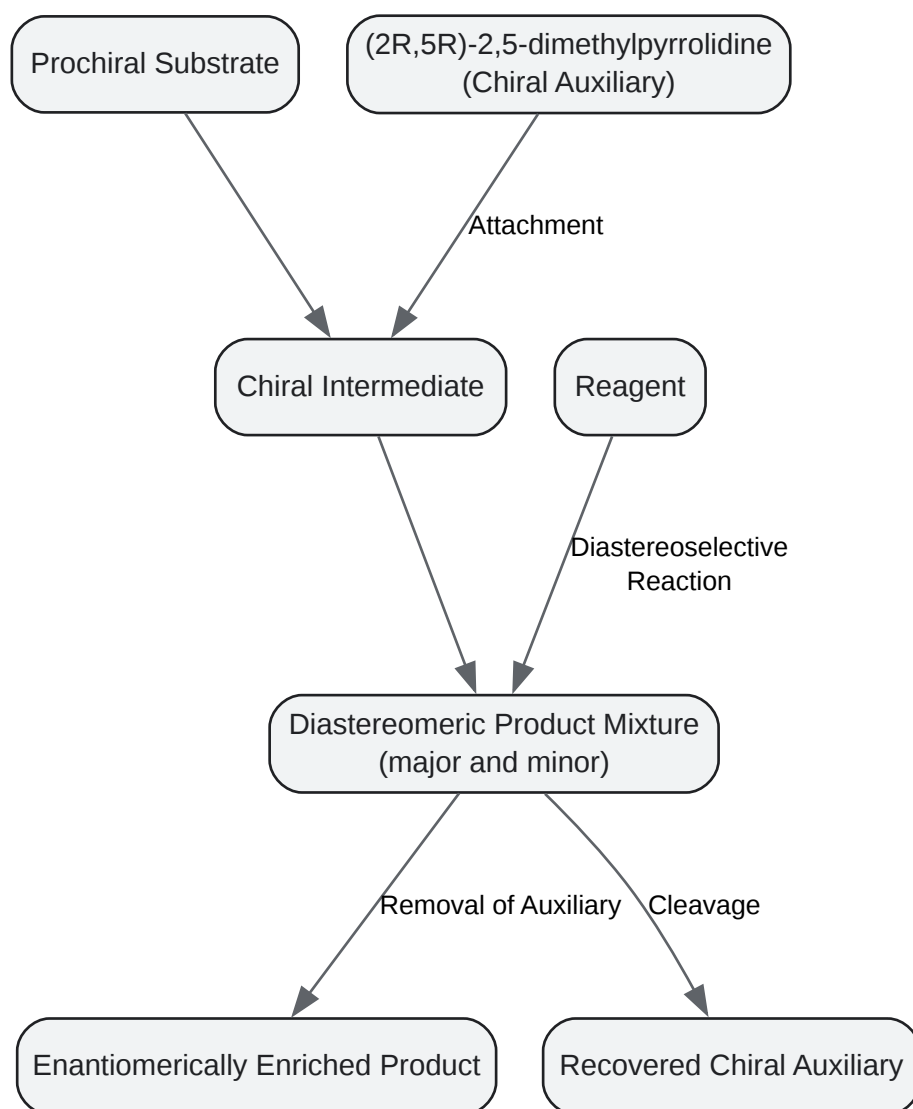 Prochiral Substrate
(2R,5R)-2,5-dimethylpyrrolidine
(Chiral Auxiliary)
Attachment
Chiral Intermediate
Reagent
Diastereoselective
Reaction
Diastereomeric Product Mixture
(major and minor)
Removal of Auxiliary
Cleavage
Enantiomerically Enriched Product
Recovered Chiral Auxiliary